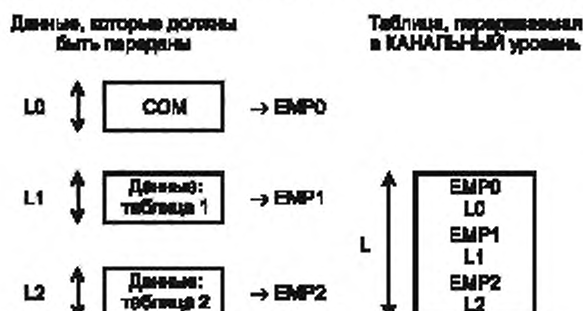 Данные, которые должны
быть переданы
Таблица, передаваемая
в КАНАЛЬНЫЙ уровень
L0
COM
→ EMP0
L1
Данные:
таблица 1
→ EMP1
L2
Данные:
таблица 2
→ EMP2
L
EMP0
L0
EMP1
L1
EMP2
L2